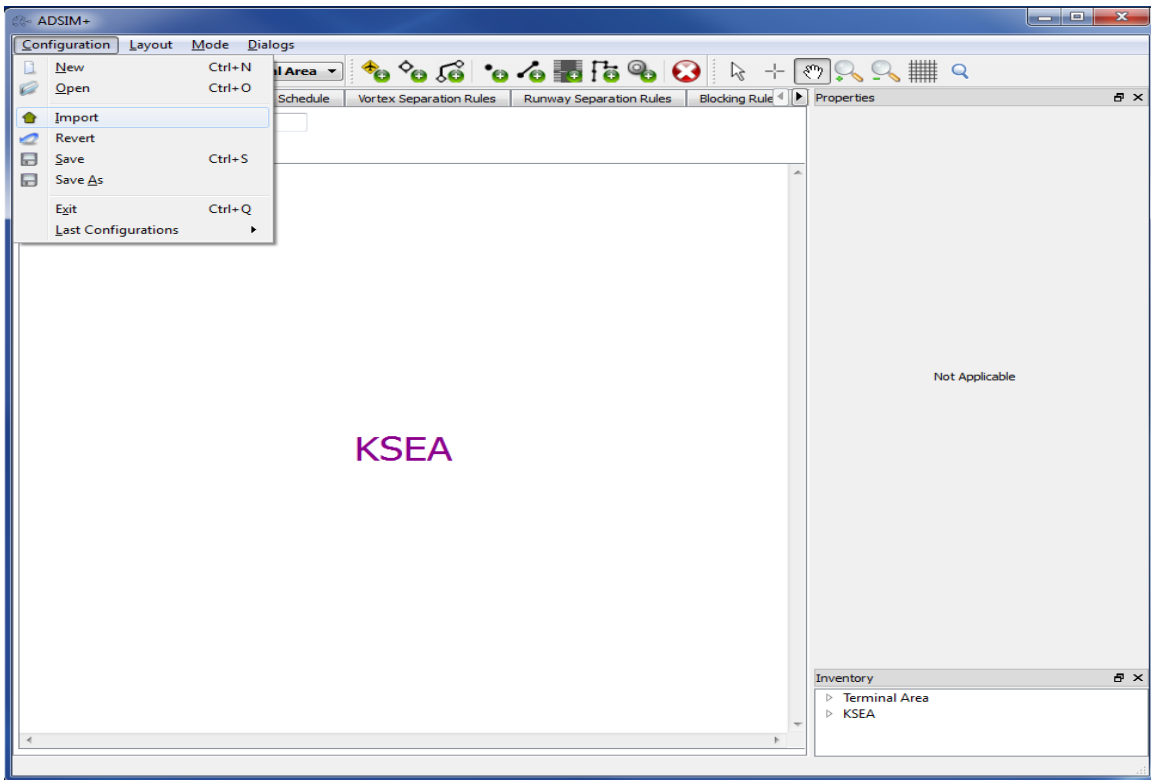 ADSIM+
Configuration Layout Mode Dialogs
New Ctrl+N
Open Ctrl+O
Import
Revert
Save Ctrl+S
Save As
Exit Ctrl+Q
Last Configurations
l Area
Schedule Vortex Separation Rules Runway Separation Rules Blocking Rule
KSEA
Properties
Not Applicable
Inventory
Terminal Area
KSEA